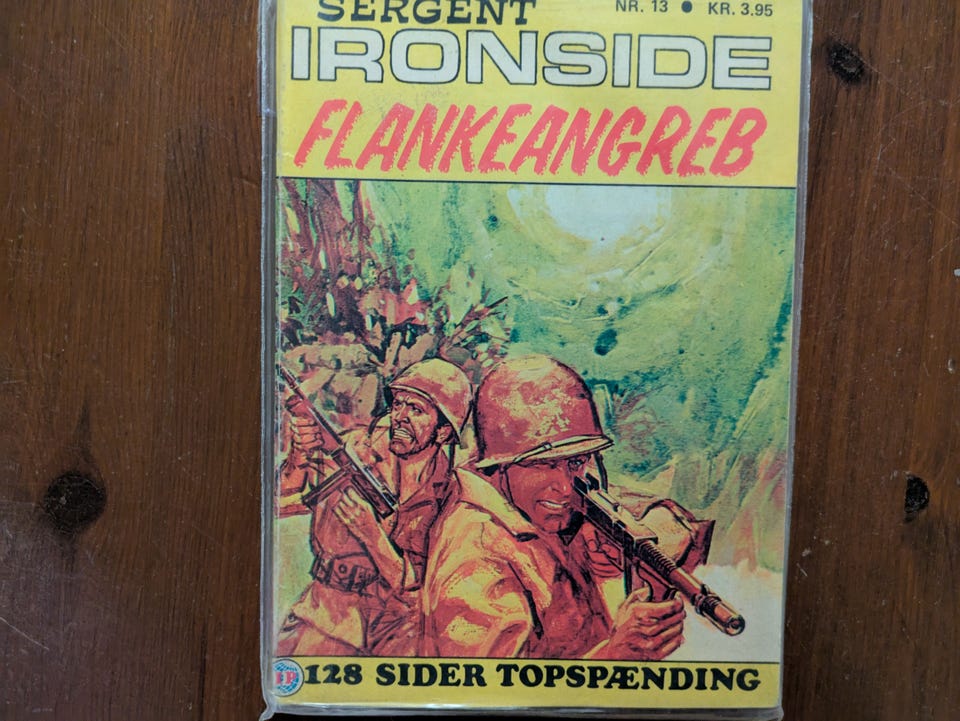 SERGENT
NR. 13 ● KR. 3.95
IRONSIDE
FLANKEANGREB
128 SIDER TOPSPÆNDING